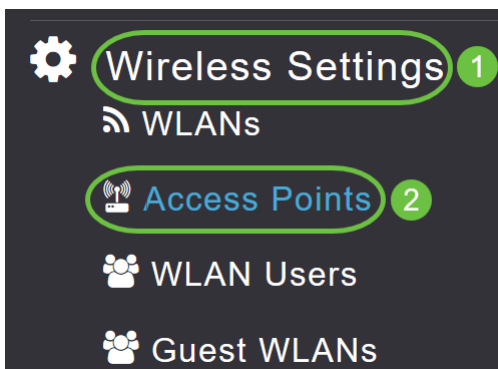 Wireless Settings 1
WLANs
Access Points 2
WLAN Users
Guest WLANs